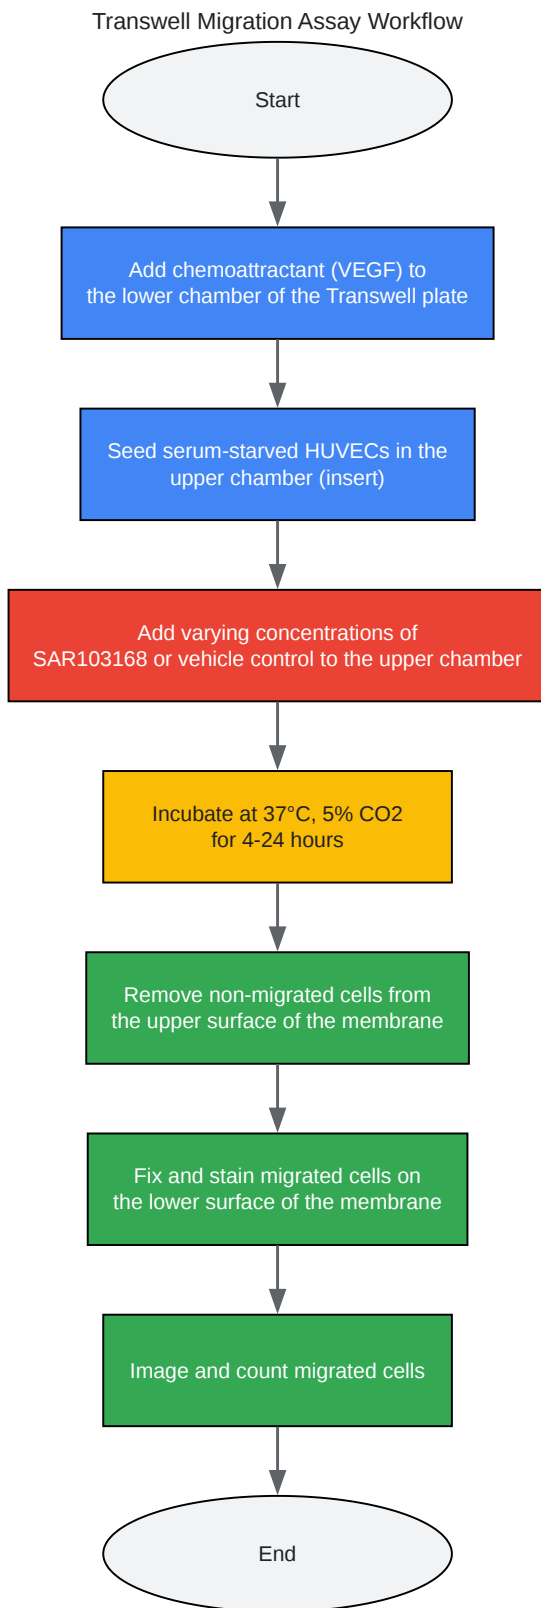 Transwell Migration Assay Workflow
Start
Add chemoattractant (VEGF) to
the lower chamber of the Transwell plate
Seed serum-starved HUVECs in the
upper chamber (insert)
Add varying concentrations of
SAR103168 or vehicle control to the upper chamber
Incubate at 37°C, 5% CO2
for 4-24 hours
Remove non-migrated cells from
the upper surface of the membrane
Fix and stain migrated cells on
the lower surface of the membrane
Image and count migrated cells
End